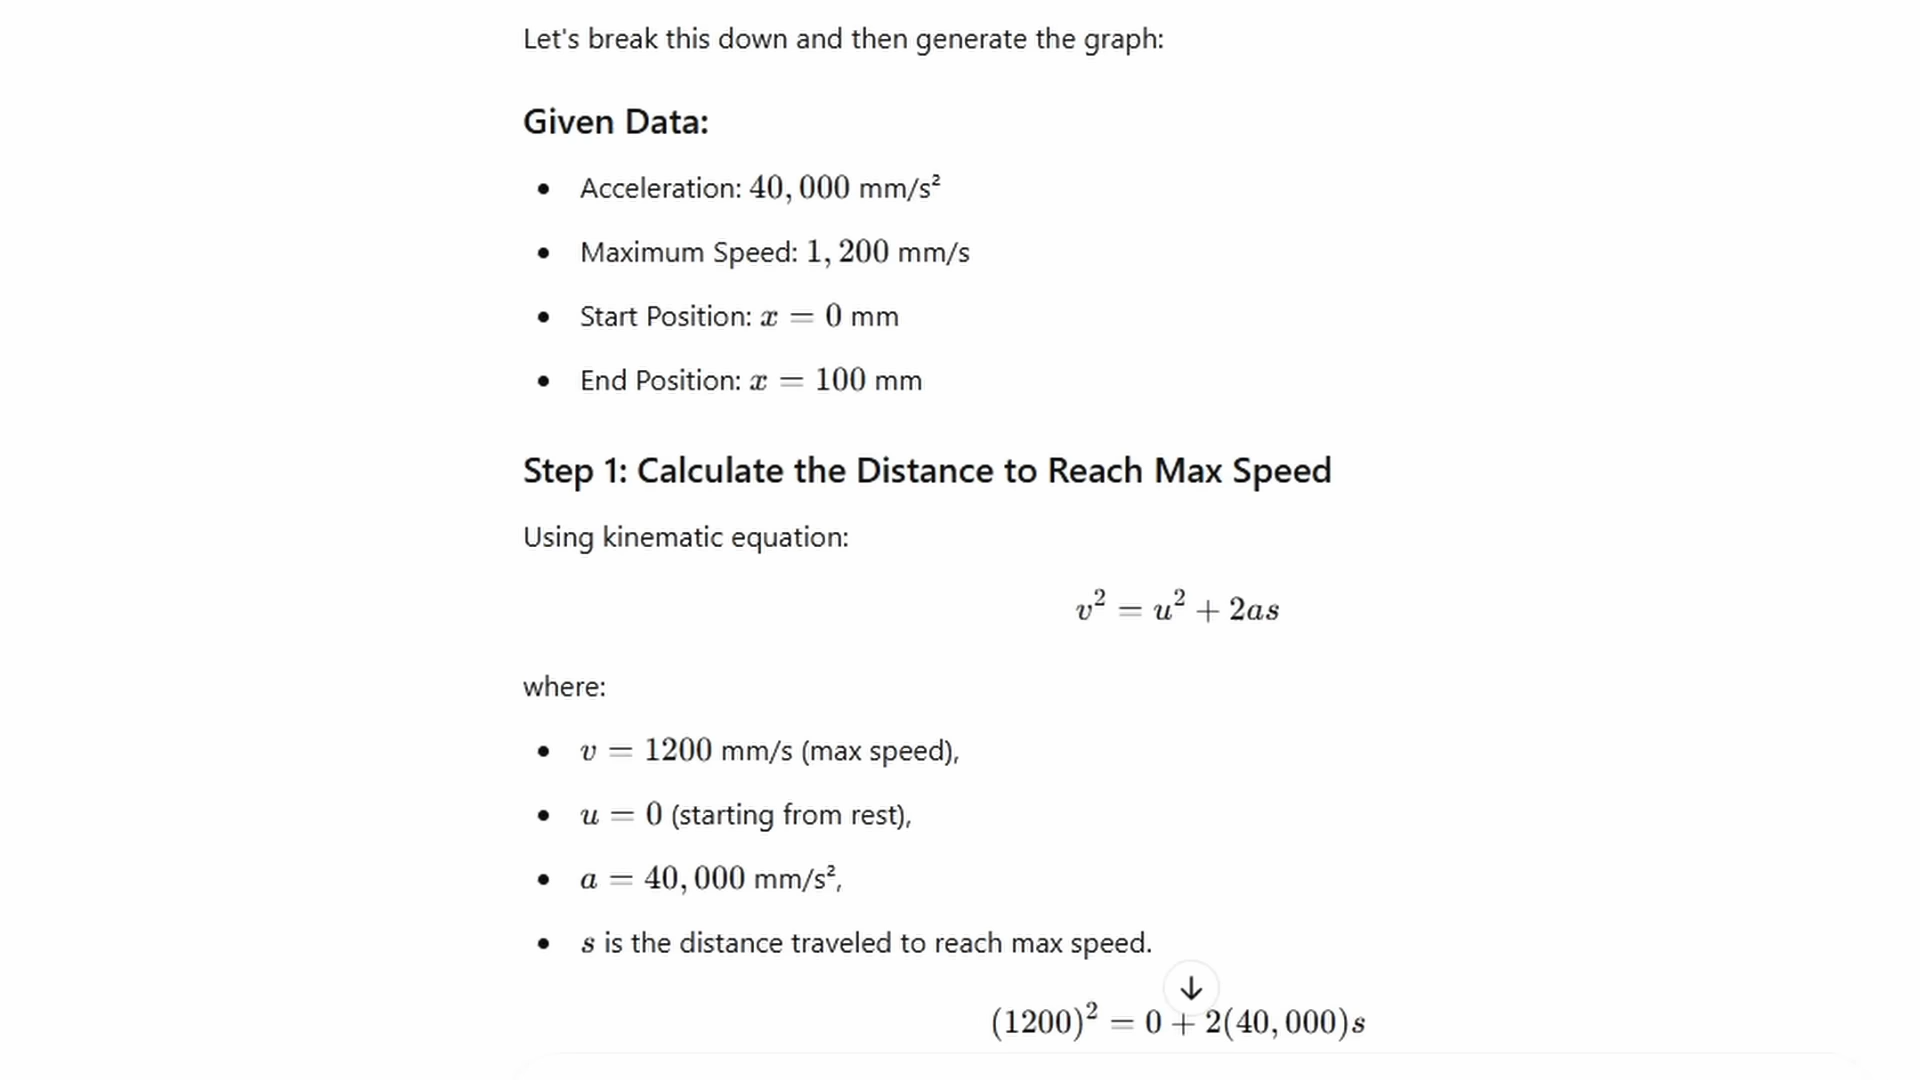 Let's break this down and then generate the graph:
Given Data:
• Acceleration: 40,000 mm/s²
• Maximum Speed: 1,200 mm/s
• Start Position: x = 0 mm
• End Position: x = 100 mm
Step 1: Calculate the Distance to Reach Max Speed
Using kinematic equation:
v² = u² + 2as
where:
• v = 1200 mm/s (max speed),
• u = 0 (starting from rest),
• a = 40,000 mm/s²,
• s is the distance traveled to reach max speed.
(1200)² = 0 + 2(40,000)s